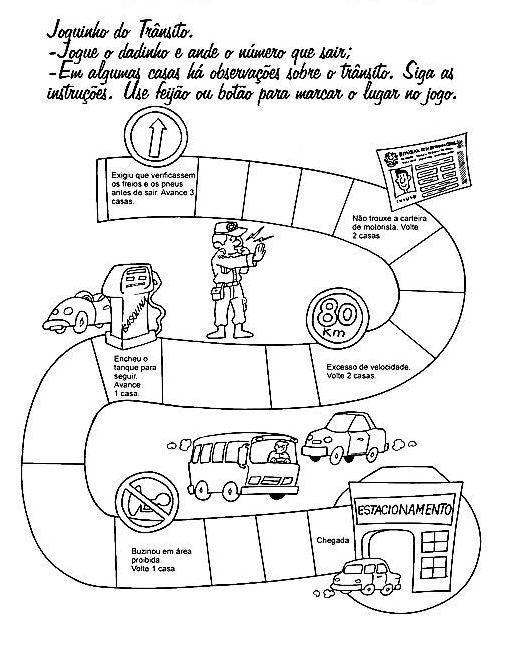 Joguinho do Trânsito.
-Jogue o dadinho e ande o número que sair;
-Em algumas casas há observações sobre o trânsito. Siga as
instruções. Use feijão ou botão para marcar o lugar no jogo.
Exigiu que verificassem
os freios e os pneus
antes de sair. Avance 3
casas.
Não trouxe a carteira
de motorista. Volte
2 casas
80
Km
GASOLINA
Encheu o
tanque para
seguir.
Avance
1 casa.
Excesso de velocidade.
Volte 2 casas.
ESTACIONAMENTO
Chegada
Buzinou em área
proibida.
Volte 1 casa